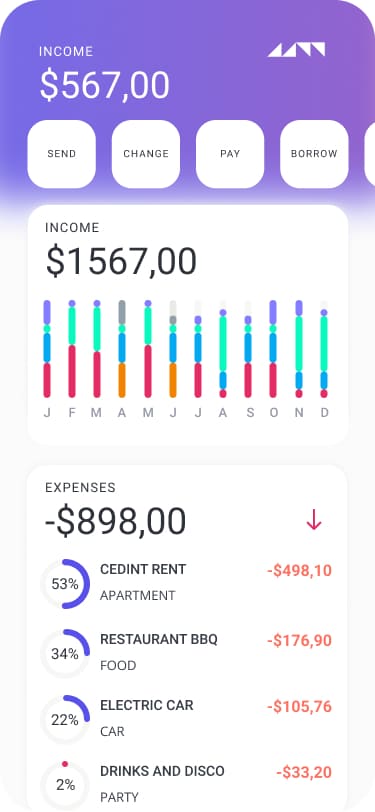 INCOME
$567,00
SEND CHANGE PAY BORROW
INCOME
$1567,00
J F M A M J J A S O N D
EXPENSES
-$898,00
53% CEDINT RENT -$498,10
APARTMENT
34% RESTAURANT BBQ -$176,90
FOOD
22% ELECTRIC CAR -$105,76
CAR
2% DRINKS AND DISCO -$33,20
PARTY